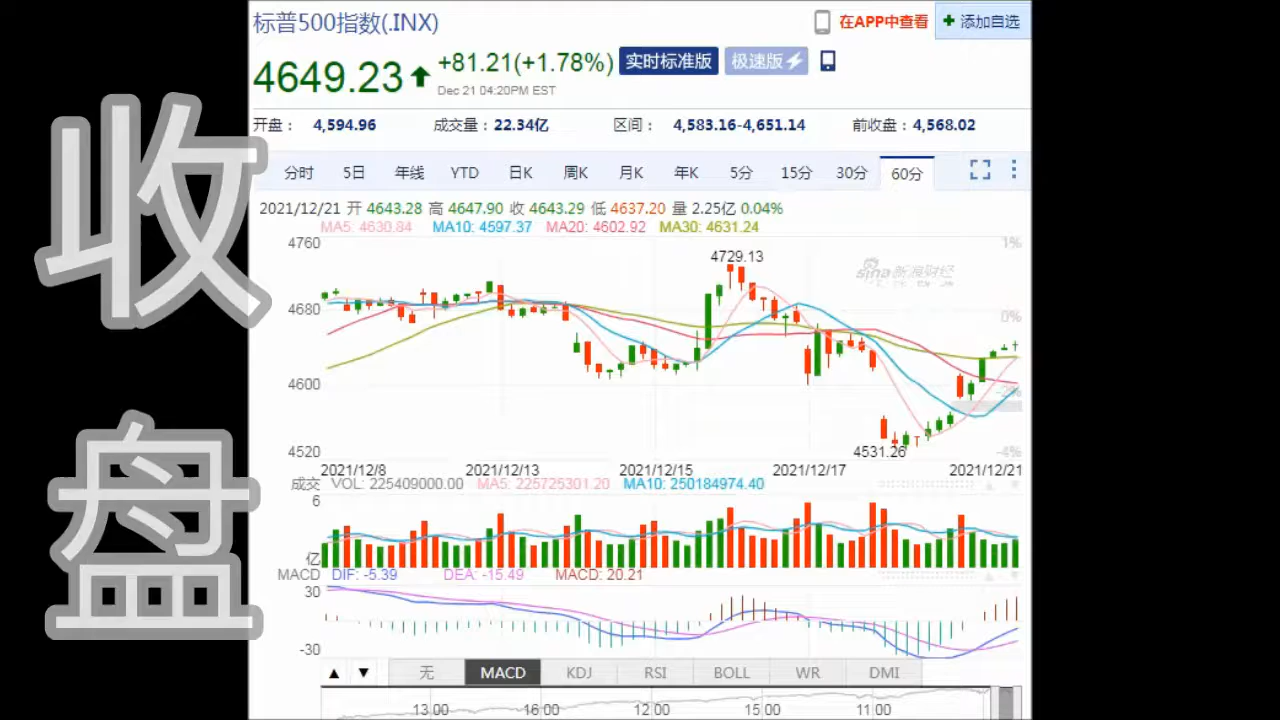 收盘
标普500指数(.INX)
在APP中查看
添加自选
4649.23
+81.21(+1.78%)
实时标准版
极速版
Dec 21 04:20PM EST
开盘： 4,594.96 成交量：22.34亿 区间： 4,583.16-4,651.14 前收盘：4,568.02
分时 5日 年线 YTD 日K 周K 月K 年K 5分 15分 30分 60分
2021/12/21 开 4643.28 高 4647.90 收 4643.29 低 4637.20 量 2.25亿 0.04%
MA5: 4630.84 MA10: 4597.37 MA20: 4602.92 MA30: 4631.24
4760 1%
4729.13
sina 新浪财经
4680 0%
4600 -2%
4531.26
4520 -4%
2021/12/8 2021/12/13 2021/12/15 2021/12/17 2021/12/21
成交 VOL: 225409000.00 MA5: 225725301.20 MA10: 250184974.40
6
亿
MACD DIF: -5.39 DEA: -15.49 MACD: 20.21
30
-30
▲ ▼ 无 MACD KDJ RSI BOLL WR DMI
13:00 16:00 12:00 15:00 11:00